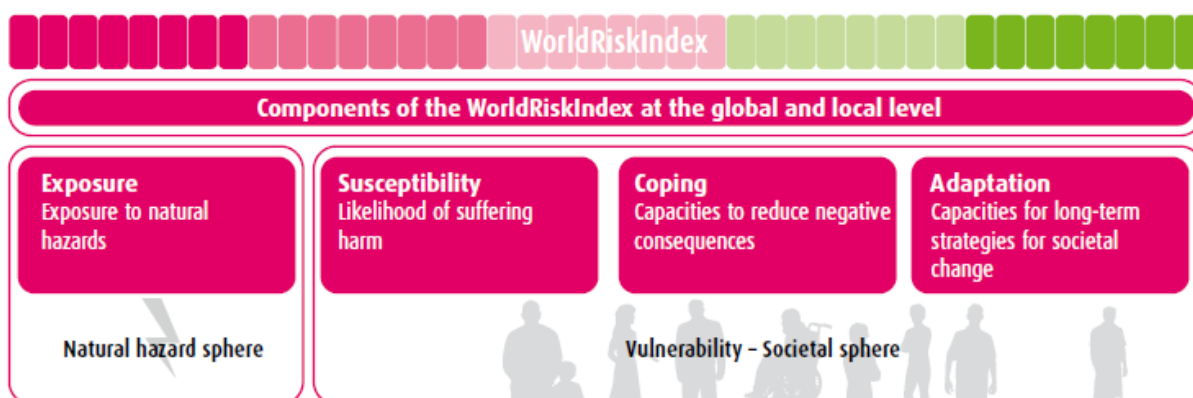 WorldRiskIndex
Components of the WorldRiskIndex at the global and local level
Exposure
Exposure to natural
hazards
Susceptibility
Likelihood of suffering
harm
Coping
Capacities to reduce negative
consequences
Adaptation
Capacities for long-term
strategies for societal
change
Natural hazard sphere
Vulnerability – Societal sphere